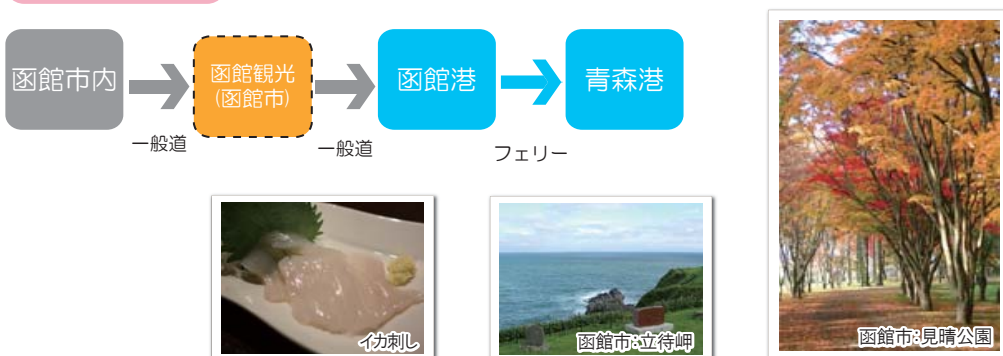 函館市内
函館観光
(函館市)
函館港
青森港
一般道
一般道
フェリー
イカ刺し
函館市:立待岬
函館市:見晴公園